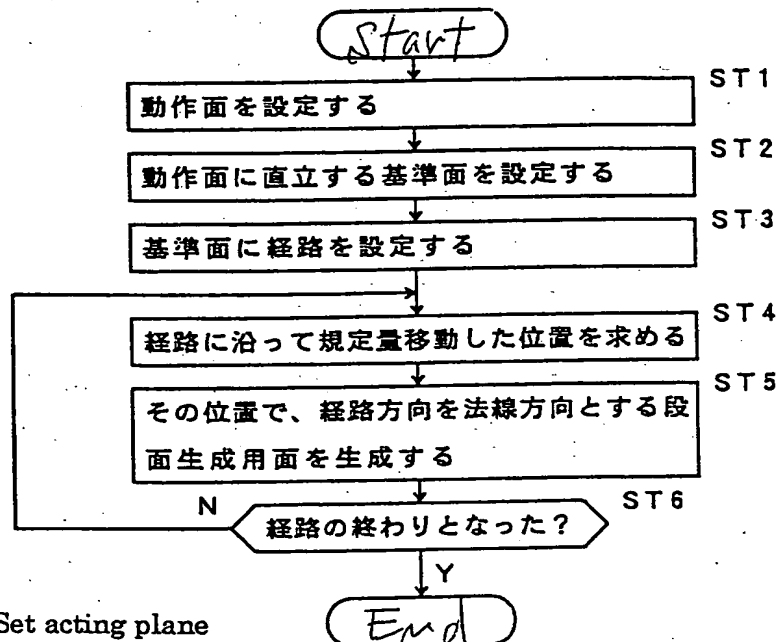 Start
ST1
動作面を設定する
ST2
動作面に直立する基準面を設定する
ST3
基準面に経路を設定する
ST4
経路に沿って規定量移動した位置を求める
ST5
その位置で、経路方向を法線方向とする段
面生成用面を生成する
N
ST6
経路の終わりとなった?
Y
Set acting plane
End